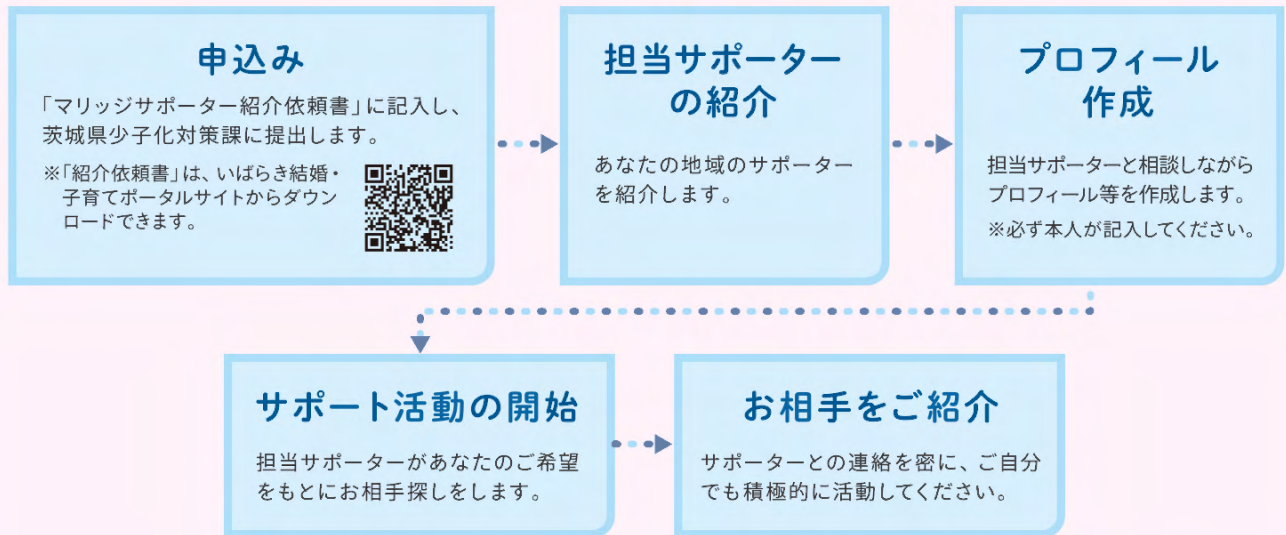 申込み
「マリッジサポーター紹介依頼書」に記入し、
茨城県少子化対策課に提出します。
※「紹介依頼書」は、いばらき結婚・
子育てポータルサイトからダウン
ロードできます。
担当サポーター
の紹介
あなたの地域のサポーター
を紹介します。
プロフィール
作成
担当サポーターと相談しながら
プロフィール等を作成します。
※必ず本人が記入してください。
サポート活動の開始
担当サポーターがあなたのご希望
をもとにお相手探しをします。
お相手をご紹介
サポーターとの連絡を密に、ご自分
でも積極的に活動してください。